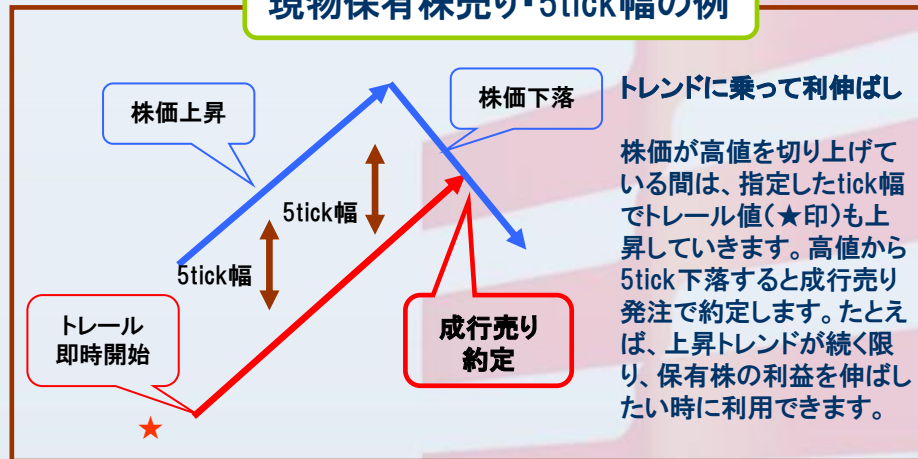 現物保有株売り・5tick幅の例
株価上昇
株価下落
5tick幅
5tick幅
トレール
即時開始
成行売り
約定
トレンドに乗って利伸ばし
株価が高値を切り上げて
いる間は、指定したtick幅
でトレール値(★印)も上
昇していきます。高値から
5tick下落すると成行売り
発注で約定します。たとえ
ば、上昇トレンドが続く限
り、保有株の利益を伸ばし
たい時に利用できます。